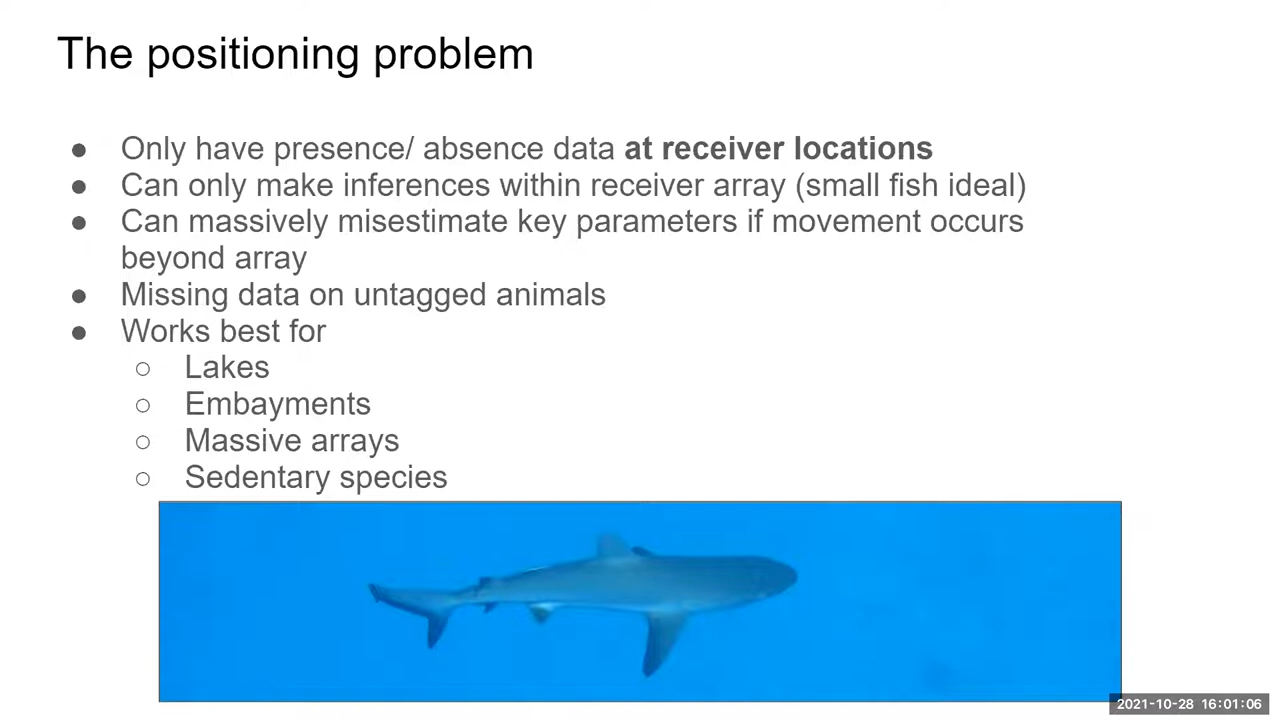 The positioning problem
● Only have presence/ absence data at receiver locations
● Can only make inferences within receiver array (small fish ideal)
● Can massively misestimate key parameters if movement occurs
beyond array
● Missing data on untagged animals
● Works best for
○ Lakes
○ Embayments
○ Massive arrays
○ Sedentary species
2021-10-28 16:01:06